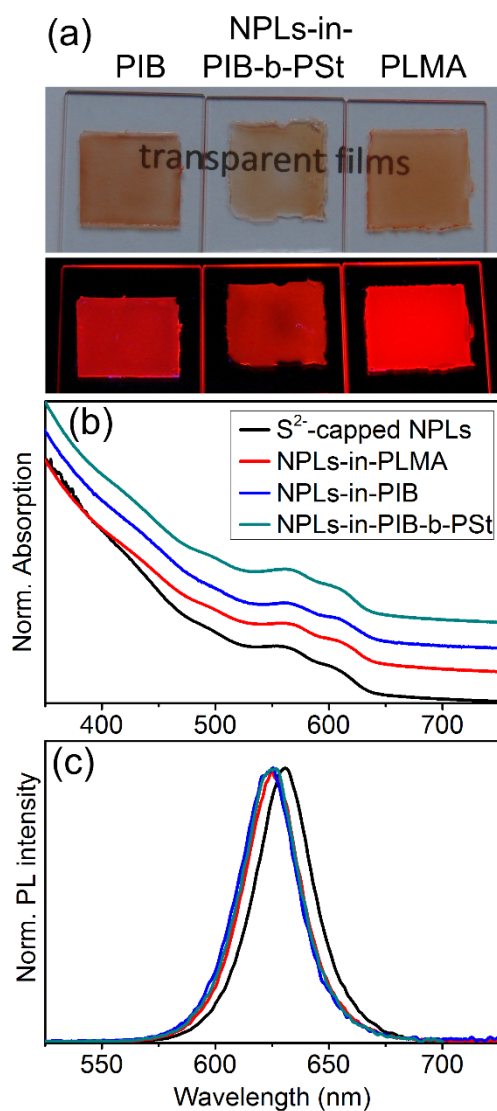 (a)
NPLs-in-
PIB PIB-b-PSt PLMA
transparent films
(b)
S²⁻-capped NPLs
NPLs-in-PLMA
NPLs-in-PIB
NPLs-in-PIB-b-PSt
Norm. Absorption
400 500 600 700
(c)
Norm. PL intensity
550 600 650 700
Wavelength (nm)